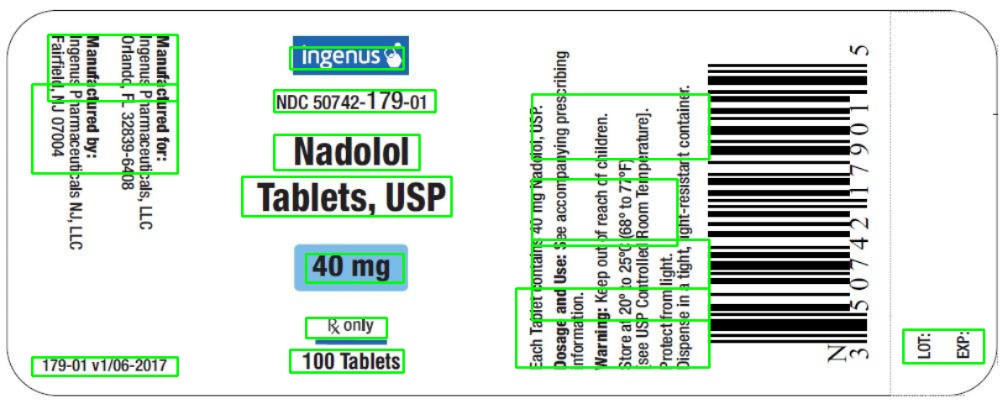 Manufactured for:
Ingenus Pharmaceuticals, LLC
Orlando, FL 32839-6408
Manufactured by:
Ingenus Pharmaceuticals NJ, LLC
Fairfield, NJ 07004
179-01 v1/06-2017
ingenus
NDC 50742-179-01
Nadolol
Tablets, USP
40 mg
℞ only
100 Tablets
Each Tablet contains 40 mg Nadolol, USP.
Dosage and Use: See accompanying prescribing
information.
Warning: Keep out of reach of children.
Store at 20° to 25°C (68° to 77°F)
[see USP Controlled Room Temperature].
Protect from light.
Dispense in a tight, light-resistant container.
N
3 50742 17901 5
LOT:
EXP: